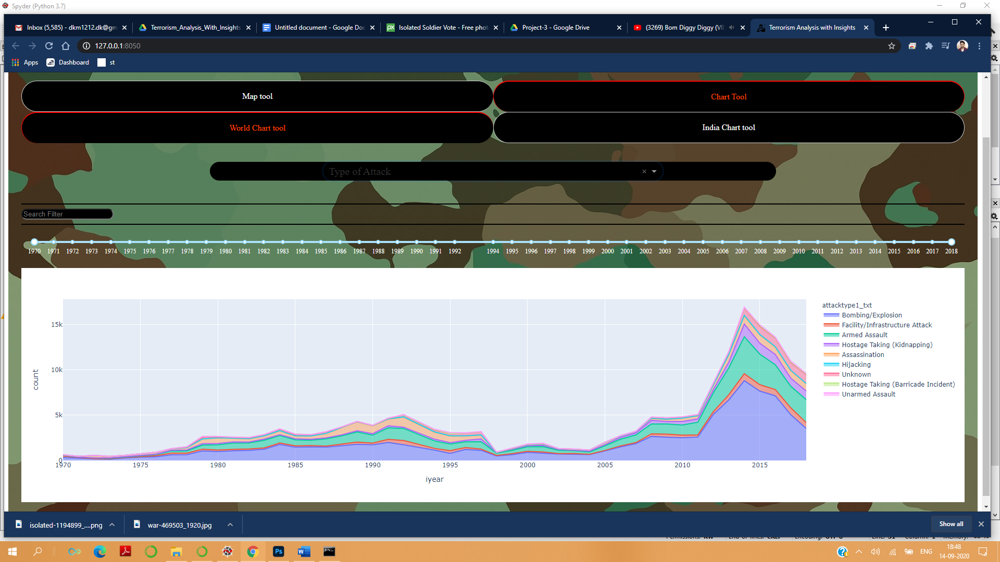 Spyder (Python 3.7)
Inbox (5,585) - dkm1212.dk@gm
Terrorism_Analysis_With_Insights
Untitled document - Google Doc
Isolated Soldier Vote - Free phot
Project-3 - Google Drive
(3269) Bom Diggy Diggy (VI
Terrorism Analysis with Insights
127.0.0.1:8050
Apps Dashboard st
Map tool
Chart Tool
World Chart tool
India Chart tool
Type of Attack
Search Filter
1970 1971 1972 1973 1974 1975 1976 1977 1978 1979 1980 1981 1982 1983 1984 1985 1986 1987 1988 1989 1990 1991 1992 1994 1995 1996 1997 1998 1999 2000 2001 2002 2003 2004 2005 2006 2007 2008 2009 2010 2011 2012 2013 2014 2015 2016 2017 2018
attacktype1_txt
Bombing/Explosion
Facility/Infrastructure Attack
Armed Assault
Hostage Taking (Kidnapping)
Assassination
Hijacking
Unknown
Hostage Taking (Barricade Incident)
Unarmed Assault
15k
10k
5k
0
count
1970 1975 1980 1985 1990 1995 2000 2005 2010 2015
iyear
isolated-1194899_....png
war-469503_1920.jpg
Show all
Ps
ENG
18:48
14-09-2020